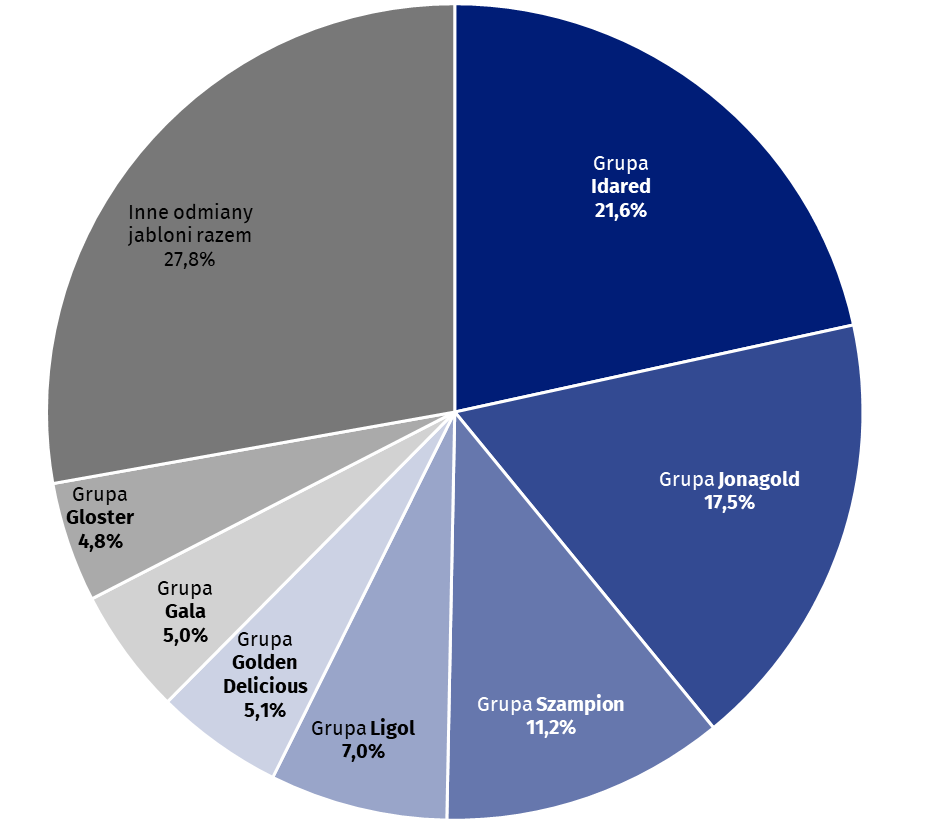 Grupa
Idared
21,6%
Grupa Jonagold
17,5%
Grupa Szampion
11,2%
Grupa Ligol
7,0%
Grupa
Golden
Delicious
5,1%
Grupa
Gala
5,0%
Grupa
Gloster
4,8%
Inne odmiany
jabloni razem
27,8%